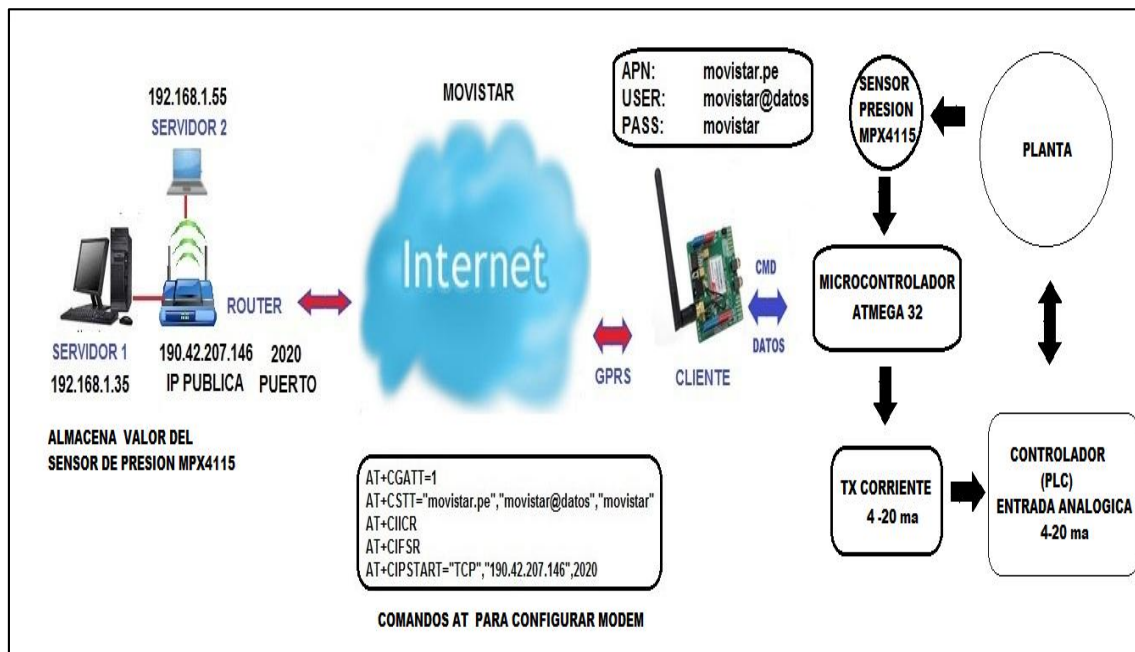 192.168.1.55
SERVIDOR 2
MOVISTAR
APN: movistar.pe
USER: movistar@datos
PASS: movistar
SENSOR
PRESION
MPX4115
PLANTA
Internet
ROUTER
SERVIDOR 1
192.168.1.35
190.42.207.146
IP PUBLICA
2020
PUERTO
GPRS
CLIENTE
CMD
DATOS
MICROCONTROLADOR
ATMEGA 32
ALMACENA VALOR DEL
SENSOR DE PRESION MPX4115
AT+CGATT=1
AT+CSTT="movistar.pe","movistar@datos","movistar"
AT+CIICR
AT+CIFSR
AT+CIPSTART="TCP","190.42.207.146",2020
COMANDOS AT PARA CONFIGURAR MODEM
TX CORRIENTE
4 -20 ma
CONTROLADOR
(PLC)
ENTRADA ANALOGICA
4-20 ma